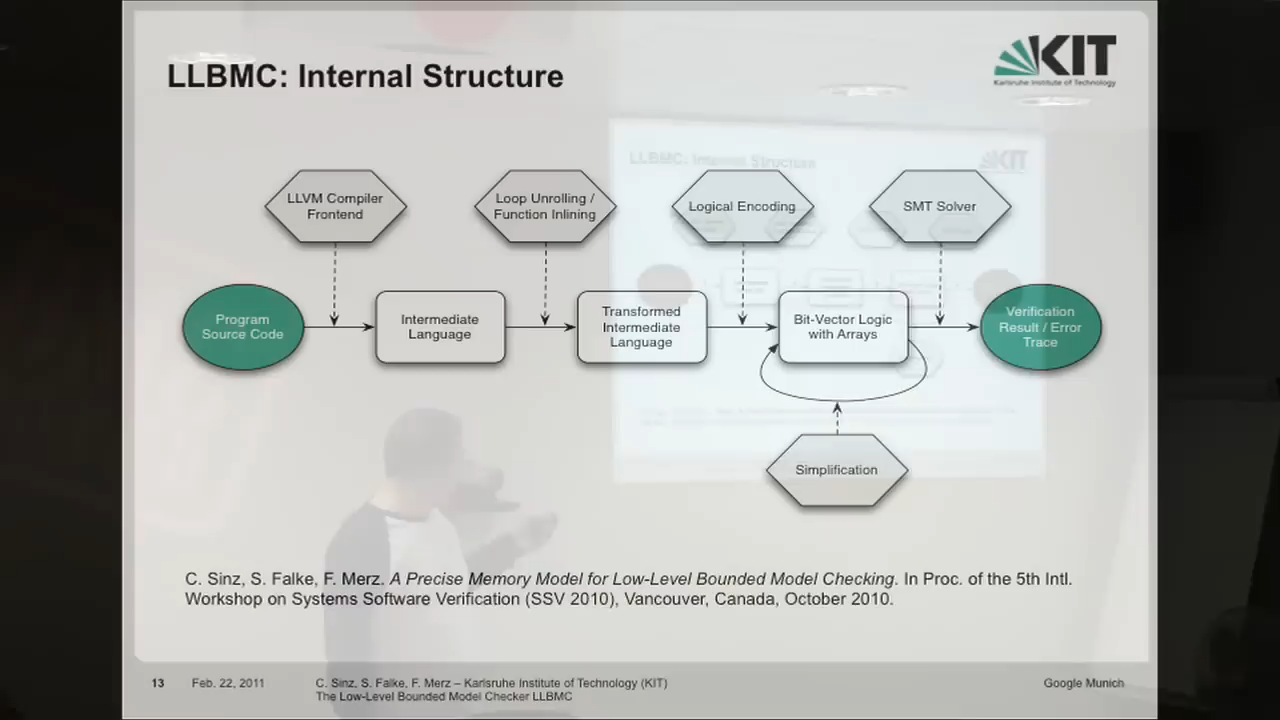 LLBMC: Internal Structure
KIT
Karlsruhe Institute of Technology
LLBMC: Internal Structure
KIT
LLVM Compiler
Frontend
Loop Unrolling /
Function Inlining
Logical Encoding
SMT Solver
Program
Source Code
Intermediate
Language
Transformed
Intermediate
Language
Bit-Vector Logic
with Arrays
Verification
Result / Error
Trace
Simplification
C. Sinz, S. Falke, F. Merz. A Precise Memory Model for Low-Level Bounded Model Checking. In Proc. of the 5th Intl.
Workshop on Systems Software Verification (SSV 2010), Vancouver, Canada, October 2010.
13 Feb. 22, 2011 C. Sinz, S. Falke, F. Merz – Karlsruhe Institute of Technology (KIT) Google Munich
The Low-Level Bounded Model Checker LLBMC